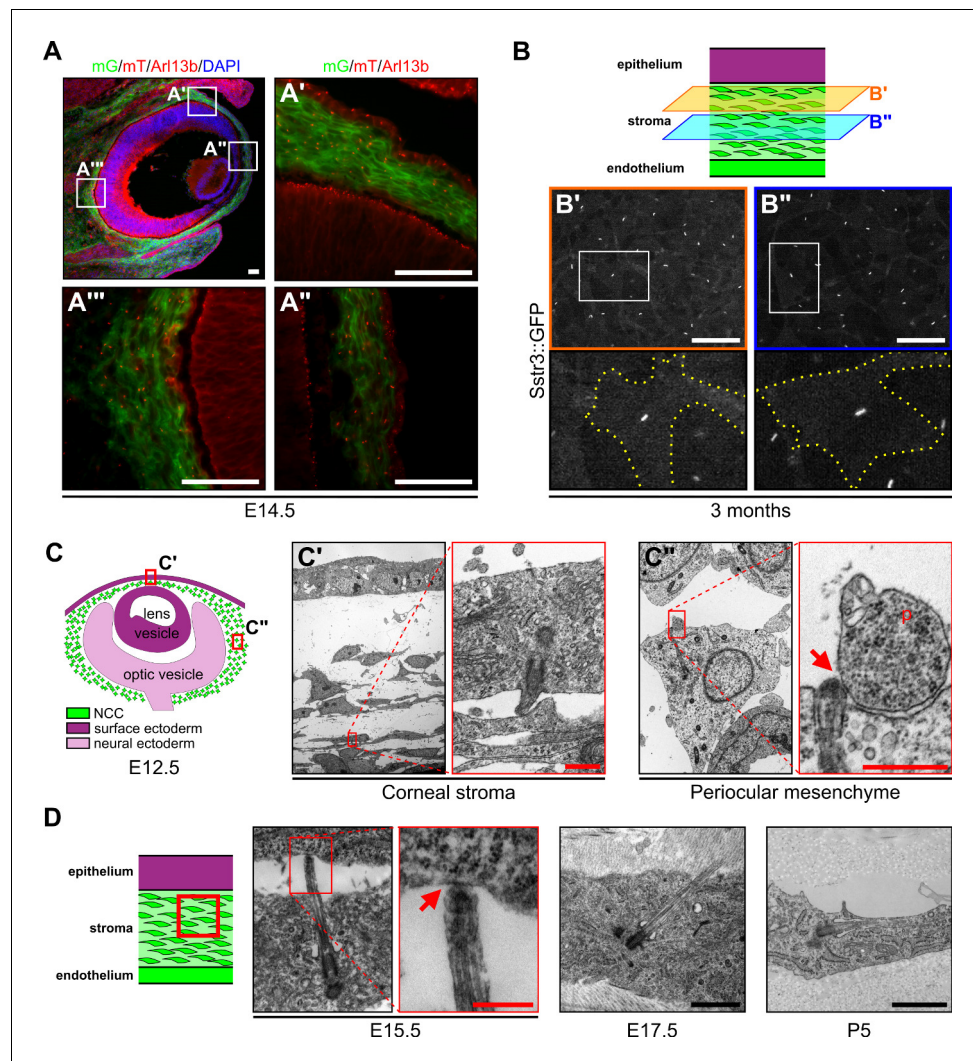 A
mG/mT/Arl13b/DAPI
mG/mT/Arl13b
A'
A''
A'''
A'
A'''
A''
E14.5
B
epithelium
stroma
endothelium
B'
B''
B'
B''
Sstr3::GFP
3 months
C
C'
C''
lens
vesicle
optic vesicle
NCC
surface ectoderm
neural ectoderm
E12.5
C'
Corneal stroma
C''
p
Periocular mesenchyme
D
epithelium
stroma
endothelium
E15.5
E17.5
P5